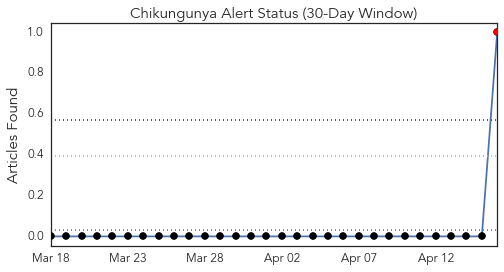 Chikungunya Alert Status (30-Day Window)
Articles Found
1.0
0.8
0.6
0.4
0.2
0.0
Mar 18 Mar 23 Mar 28 Apr 02 Apr 07 Apr 12